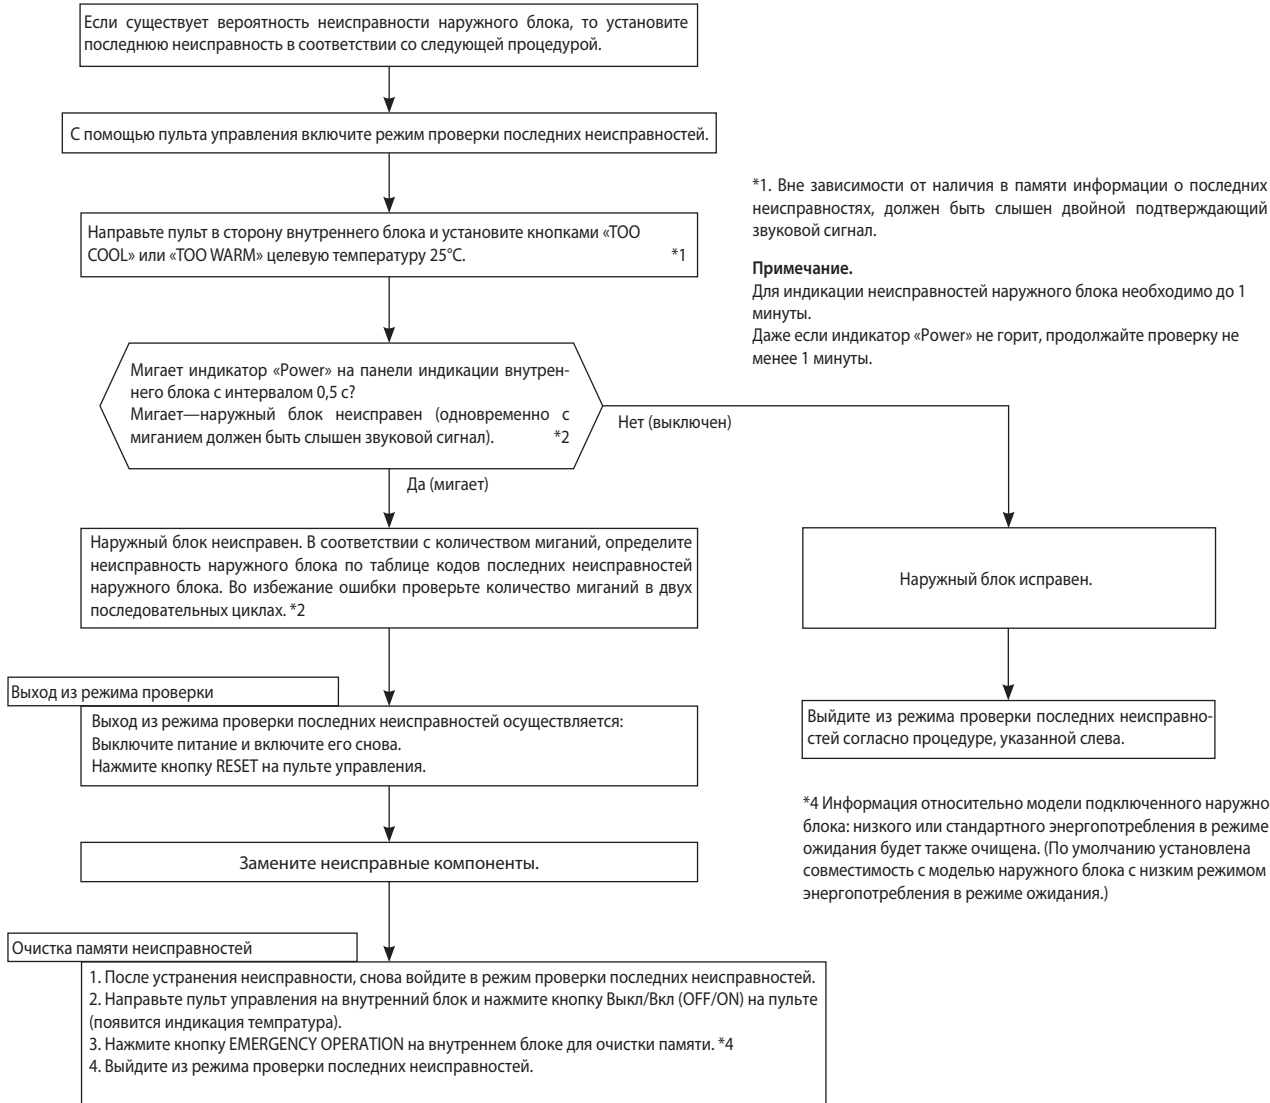 Если существует вероятность неисправности наружного блока, то установите
последнюю неисправность в соответствии со следующей процедурой.
С помощью пульта управления включите режим проверки последних неисправностей.
Направьте пульт в сторону внутреннего блока и установите кнопками «TOO
COOL» или «TOO WARM» целевую температуру 25°C. *1
*1. Вне зависимости от наличия в памяти информации о последних
неисправностях, должен быть слышен двойной подтверждающий
звуковой сигнал.
Примечание.
Для индикации неисправностей наружного блока необходимо до 1
минуты.
Даже если индикатор «Power» не горит, продолжайте проверку не
менее 1 минуты.
Мигает индикатор «Power» на панели индикации внутрен-
него блока с интервалом 0,5 с?
Мигает—наружный блок неисправен (одновременно с
миганием должен быть слышен звуковой сигнал). *2
Нет (выключен)
Да (мигает)
Наружный блок неисправен. В соответствии с количеством миганий, определите
неисправность наружного блока по таблице кодов последних неисправностей
наружного блока. Во избежание ошибки проверьте количество миганий в двух
последовательных циклах. *2
Наружный блок исправен.
Выход из режима проверки
Выход из режима проверки последних неисправностей осуществляется:
Выключите питание и включите его снова.
Нажмите кнопку RESET на пульте управления.
Выйдите из режима проверки последних неисправно-
стей согласно процедуре, указанной слева.
*4 Информация относительно модели подключенного наружно
блока: низкого или стандартного энергопотребления в режиме
ожидания будет также очищена. (По умолчанию установлена
совместимость с моделью наружного блока с низким режимом
энергопотребления в режиме ожидания.)
Замените неисправные компоненты.
Очистка памяти неисправностей
1. После устранения неисправности, снова войдите в режим проверки последних неисправностей.
2. Направьте пульт управления на внутренний блок и нажмите кнопку Выкл/Вкл (OFF/ON) на пульте
(появится индикация темпратура).
3. Нажмите кнопку EMERGENCY OPERATION на внутреннем блоке для очистки памяти. *4
4. Выйдите из режима проверки последних неисправностей.